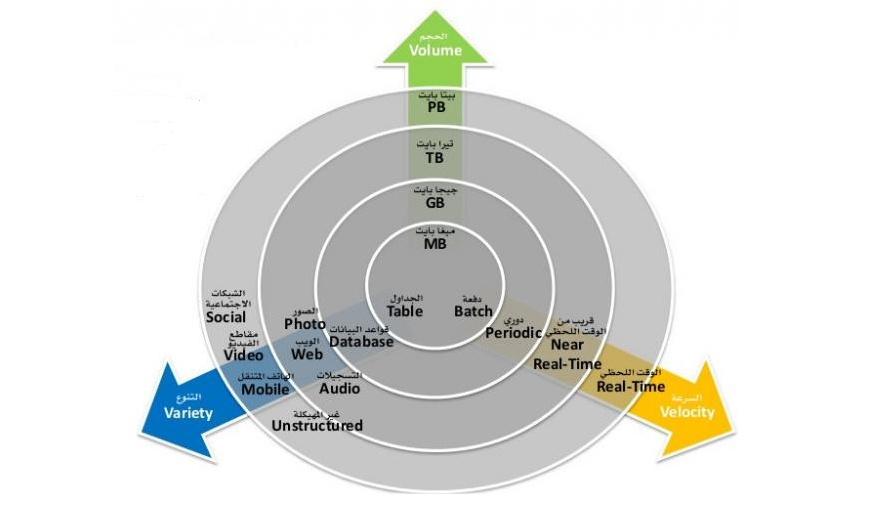 الحجم
Volume
بيتا بايت
PB
تيرا بايت
TB
جيجا بايت
GB
ميغا بايت
MB
الجداول
Table
دفعة
Batch
دوري
Periodic
قريب من
الوقت اللحظي
Near
Real-Time
الوقت اللحظي
Real-Time
السرعة
Velocity
الشبكات
الاجتماعية
Social
الصور
Photo
قواعد البيانات
Database
مقاطع
الفيديو
Video
الويب
Web
الهاتف المتنقل
Mobile
التسجيلات
Audio
غير المهيكلة
Unstructured
التنوع
Variety